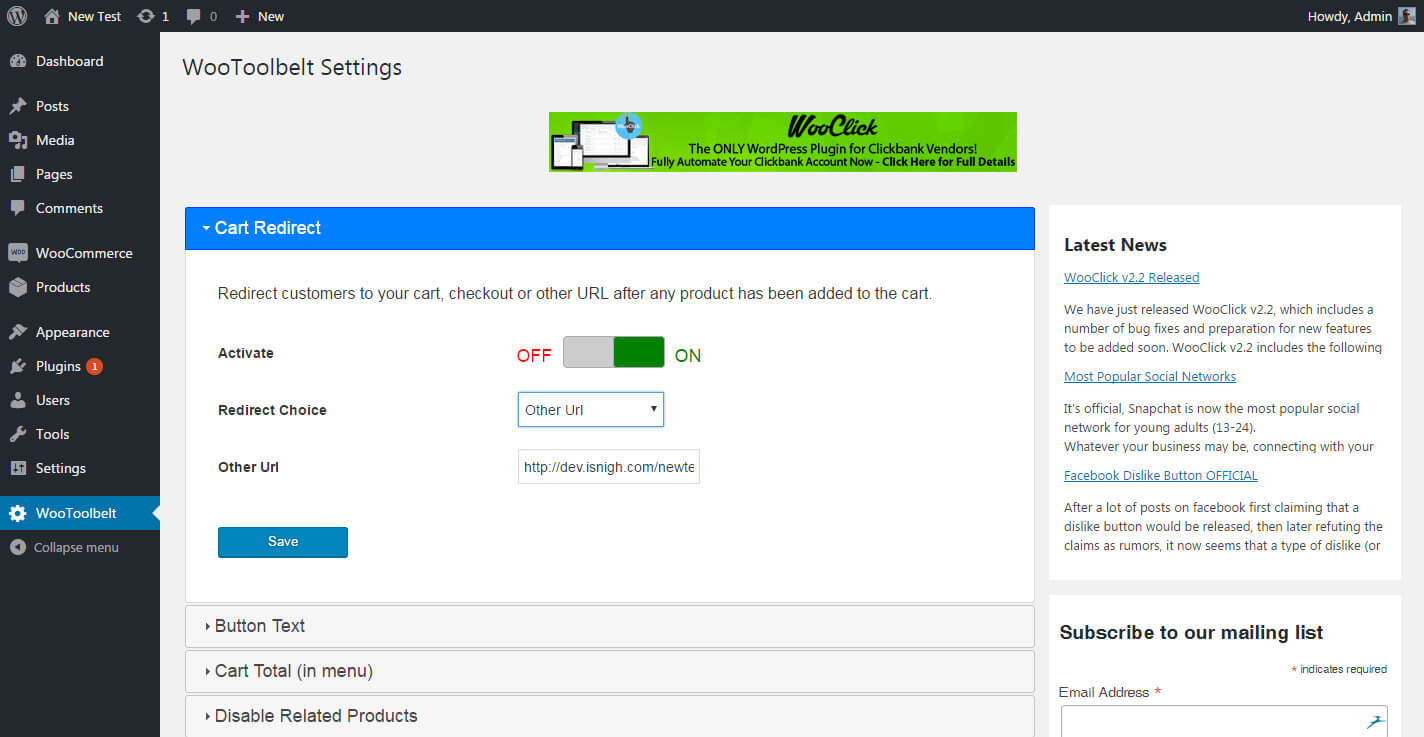 New Test 1 0 New Howdy, Admin
Dashboard
Posts
Media
Pages
Comments
WooCommerce
Products
Appearance
Plugins 1
Users
Tools
Settings
WooToolbelt
Collapse menu
WooToolbelt Settings
WooClick
WooClick
The ONLY WordPress Plugin for Clickbank Vendors!
Fully Automate Your Clickbank Account Now - Click Here for Full Details
Cart Redirect
Redirect customers to your cart, checkout or other URL after any product has been added to the cart.
Activate OFF ON
Redirect Choice Other Url
Other Url http://dev.isnigh.com/newte
Save
Button Text
Cart Total (in menu)
Disable Related Products
Latest News
WooClick v2.2 Released
We have just released WooClick v2.2, which includes a
number of bug fixes and preparation for new features
to be added soon. WooClick v2.2 includes the following
Most Popular Social Networks
It's official, Snapchat is now the most popular social
network for young adults (13-24).
Whatever your business may be, connecting with your
Facebook Dislike Button OFFICIAL
After a lot of posts on facebook first claiming that a
dislike button would be released, then later refuting the
claims as rumors, it now seems that a type of dislike (or
Subscribe to our mailing list
* indicates required
Email Address *